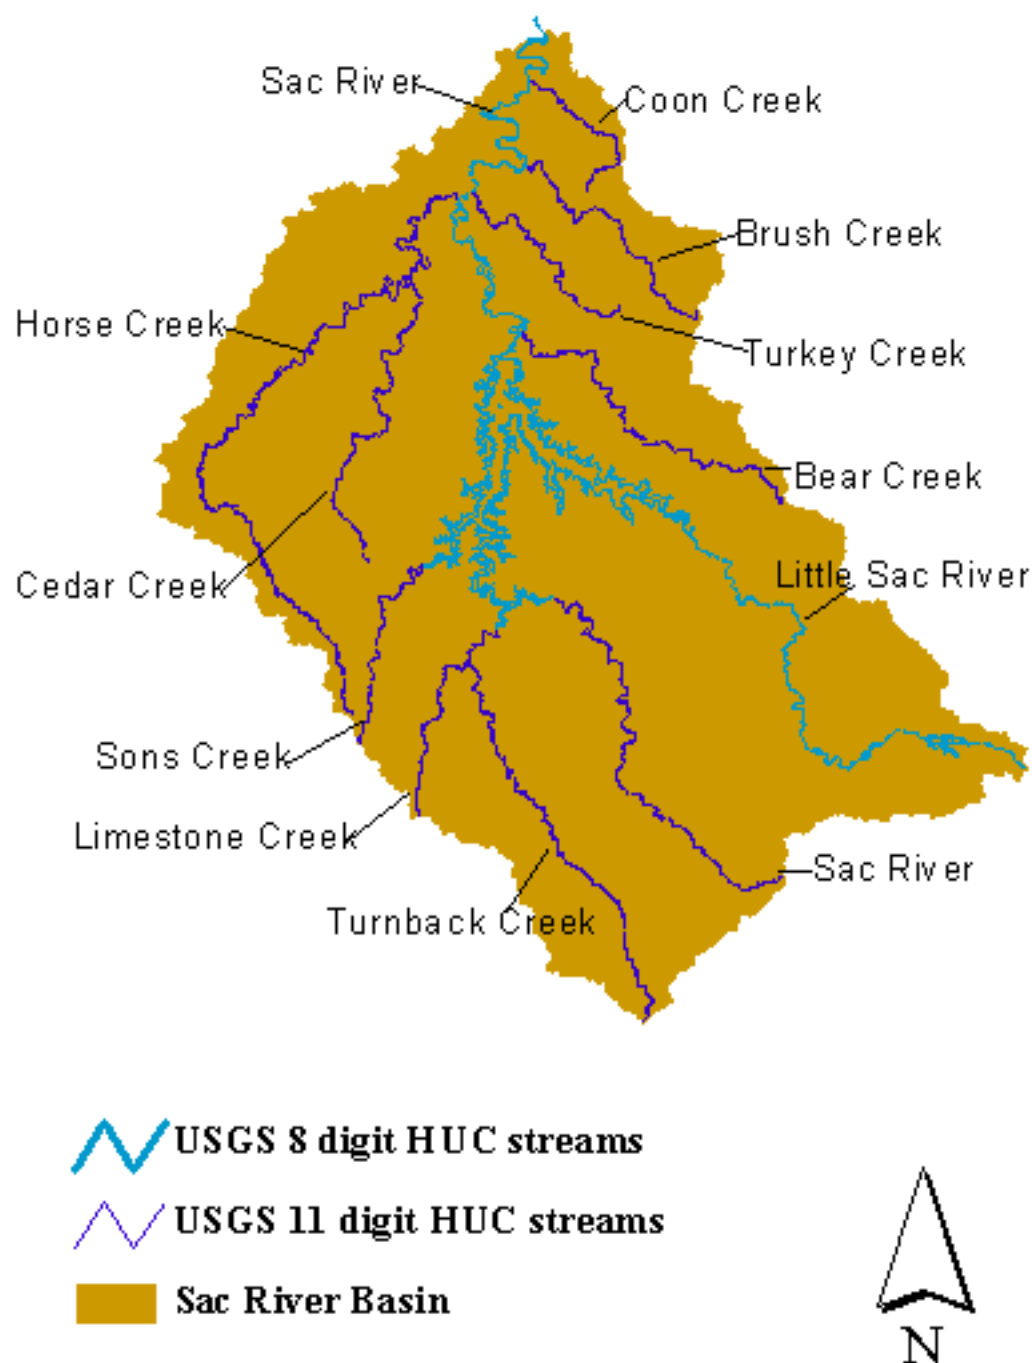 Sac River
Coon Creek
Brush Creek
Horse Creek
Turkey Creek
Bear Creek
Cedar Creek
Little Sac River
Sons Creek
Limestone Creek
Sac River
Turnback Creek
USGS 8 digit HUC streams
USGS 11 digit HUC streams
Sac River Basin
N